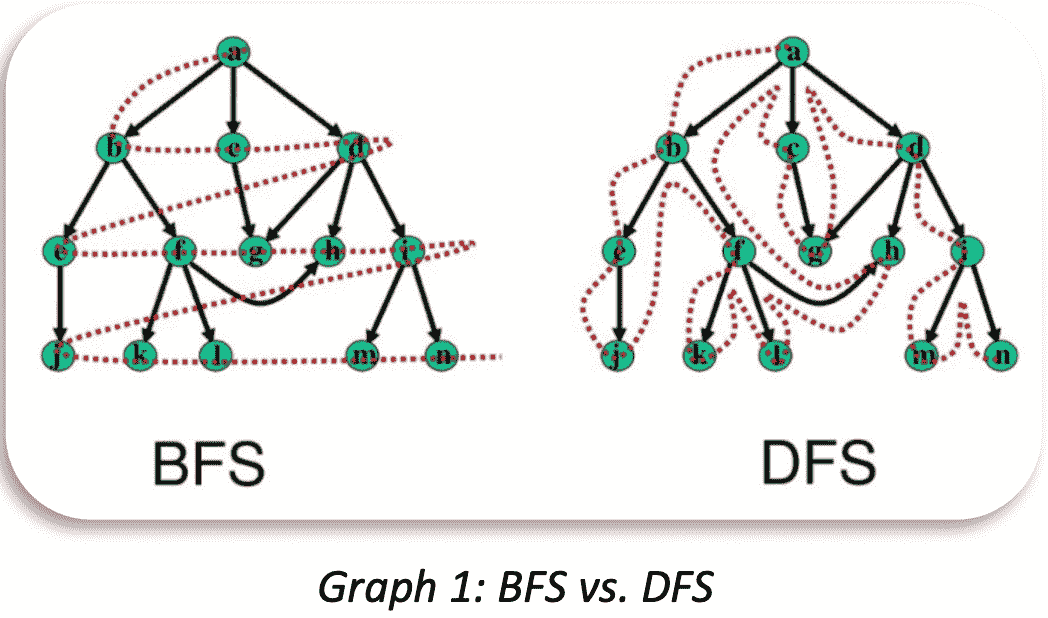 a a
b c d b c d
e f g h i e f g h i
j k l m n j k l m n
BFS DFS
Graph 1: BFS vs. DFS